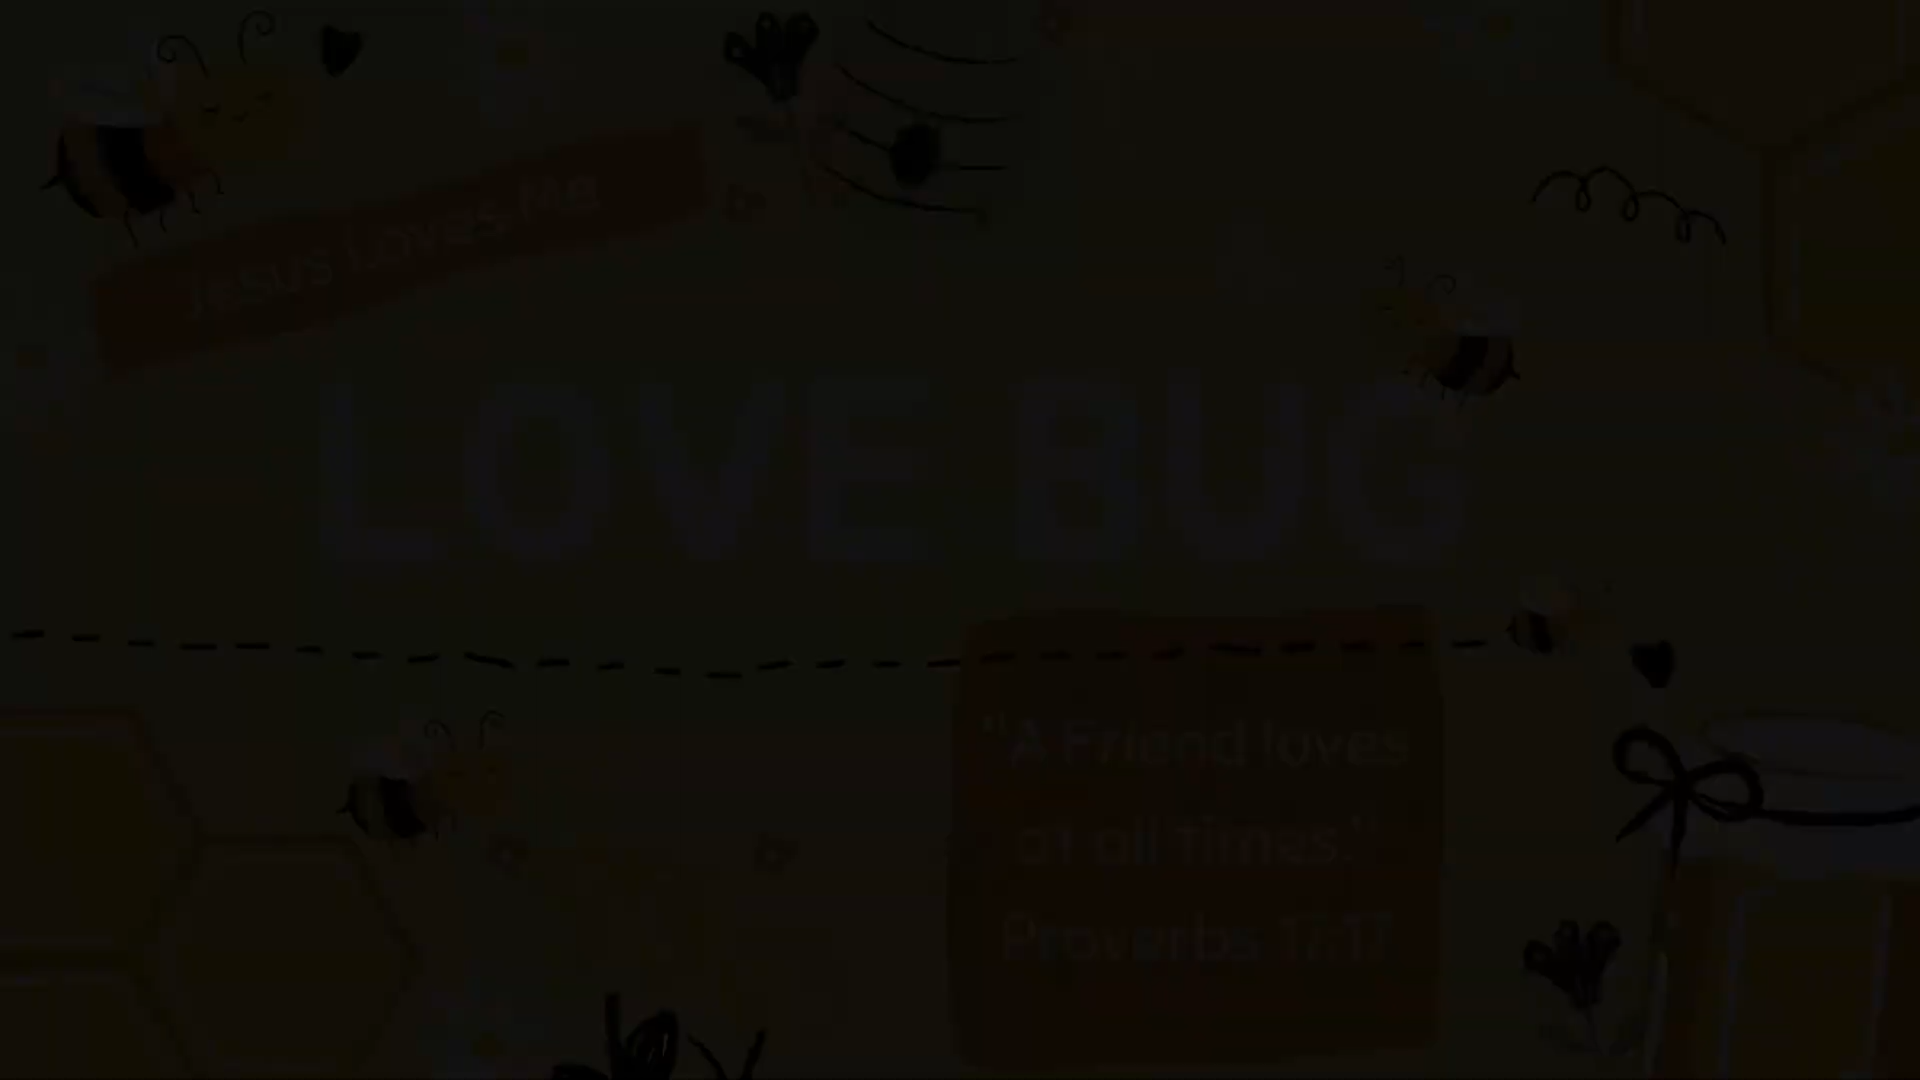 Jesus Loves Me
LOVE BUG
"A Friend loves
at all times."
Proverbs 17:17